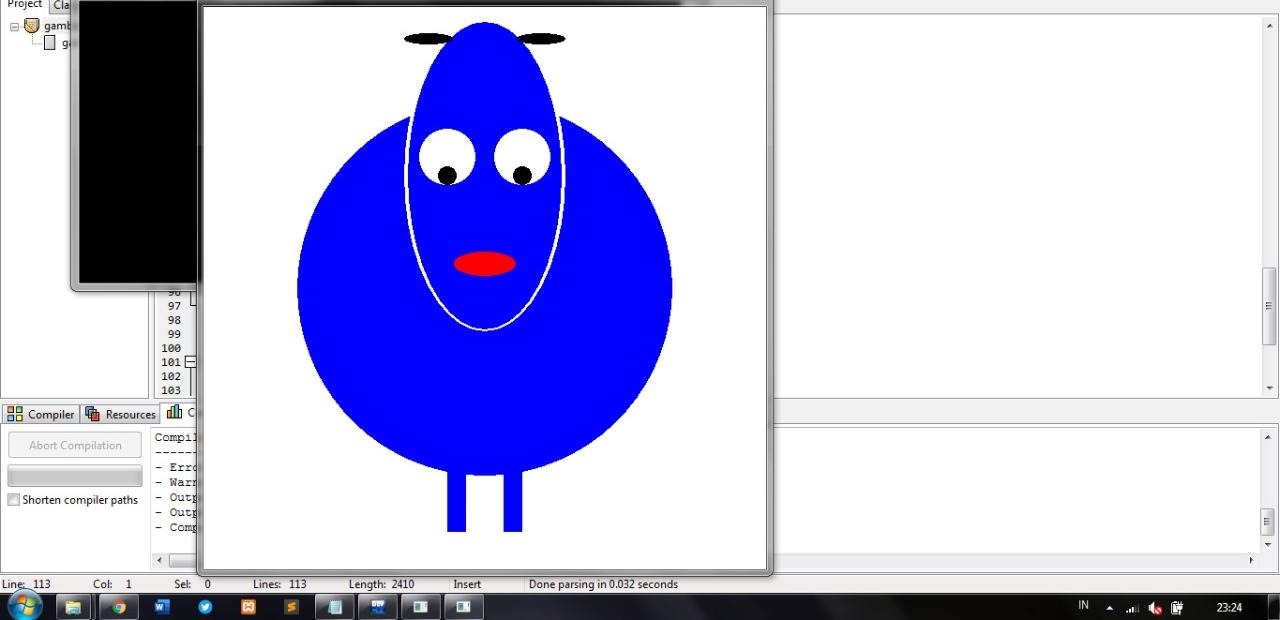 Project
Cla
gamb
ga
96
97
98
99
100
101
102
103
Compiler
Resources
C
Abort Compilation
Shorten compiler paths
Compil
-------
- Erro
- Warn
- Outp
- Outp
- Comp
Line: 113 Col: 1 Sel: 0 Lines: 113 Length: 2410 Insert Done parsing in 0.032 seconds
IN 23:24